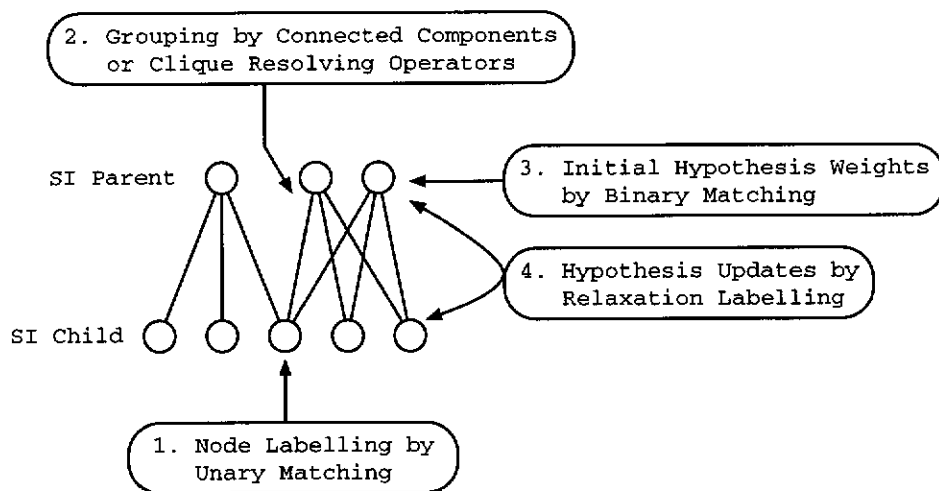 2. Grouping by Connected Components
or Clique Resolving Operators
SI Parent
3. Initial Hypothesis Weights
by Binary Matching
4. Hypothesis Updates by
Relaxation Labelling
SI Child
1. Node Labelling by
Unary Matching